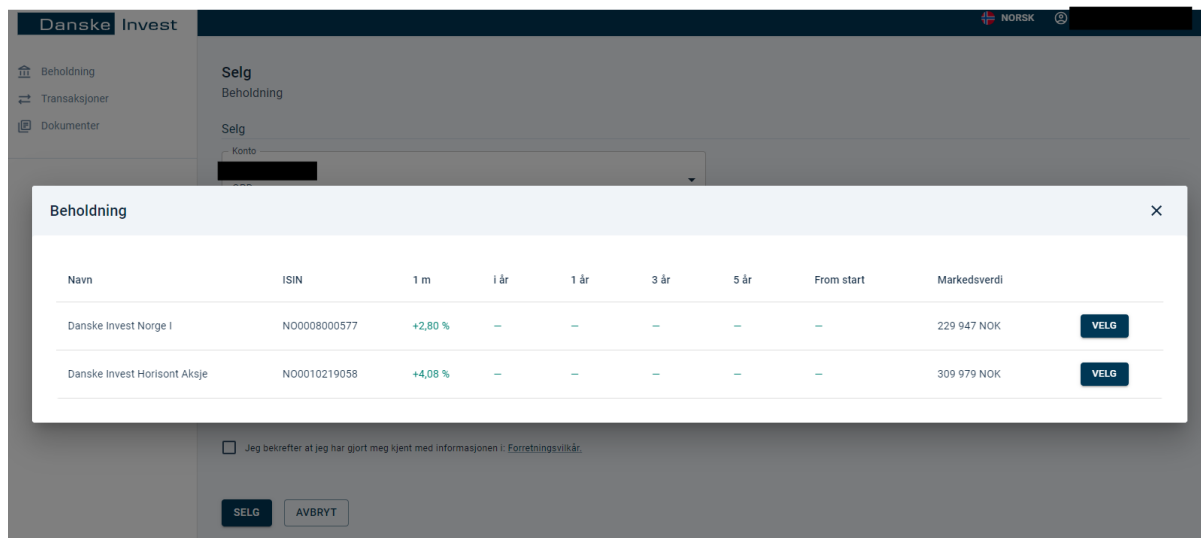 Danske Invest
NORSK
Beholdning
Transaksjoner
Dokumenter
Selg
Beholdning
Selg
Konto
Beholdning
Navn ISIN 1 m i år 1 år 3 år 5 år From start Markedsverdi
Danske Invest Norge I NO0008000577 +2,80 % — — — — — 229 947 NOK VELG
Danske Invest Horisont Aksje NO0010219058 +4,08 % — — — — — 309 979 NOK VELG
Jeg bekrefter at jeg har gjort meg kjent med informasjonen i: Forretningsvilkår.
SELG AVBRYT